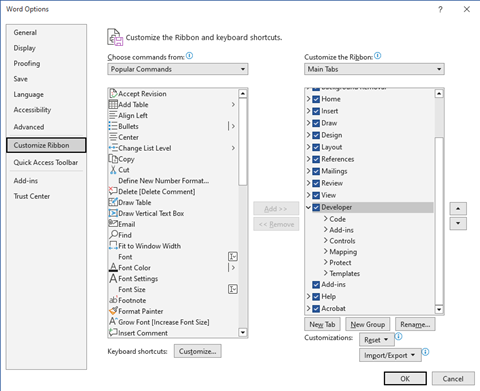 Word Options
?
General
Display
Proofing
Save
Language
Accessibility
Advanced
Customize Ribbon
Quick Access Toolbar
Add-ins
Trust Center
Customize the Ribbon and keyboard shortcuts.
Choose commands from:
Popular Commands
Accept Revision
Add Table
Align Left
Bullets
Center
Change List Level
Copy
Cut
Define New Number Format...
Delete [Delete Comment]
Draw Table
Draw Vertical Text Box
Email
Find
Fit to Window Width
Font
Font Color
Font Settings
Font Size
Footnote
Format Painter
Grow Font [Increase Font Size]
Insert Comment
Keyboard shortcuts: Customize...
Add >>
<< Remove
Customize the Ribbon:
Main Tabs
Background Removal
Home
Insert
Draw
Design
Layout
References
Mailings
Review
View
Developer
Code
Add-ins
Controls
Mapping
Protect
Templates
Add-ins
Help
Acrobat
New Tab New Group Rename...
Customizations: Reset
Import/Export
OK Cancel